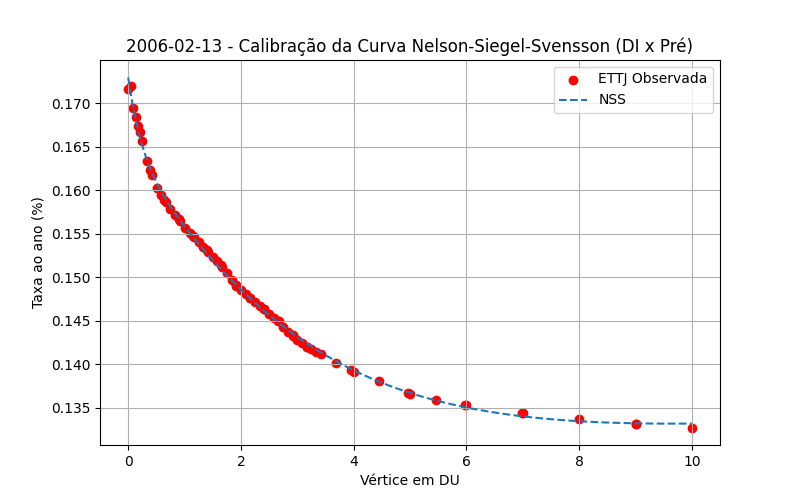 2006-02-13 - Calibração da Curva Nelson-Siegel-Svensson (DI x Pré)
ETTJ Observada
NSS
Taxa ao ano (%)
0.170
0.165
0.160
0.155
0.150
0.145
0.140
0.135
0 2 4 6 8 10
Vértice em DU